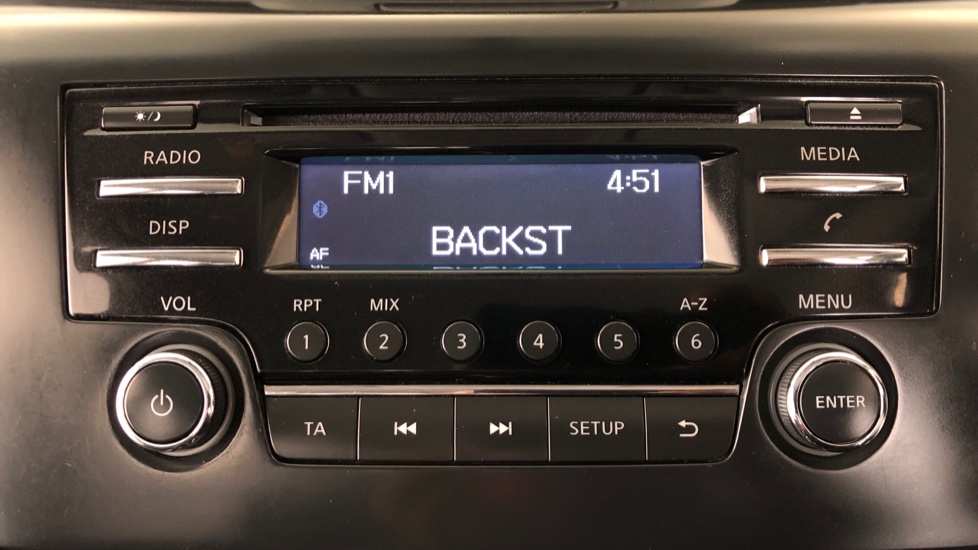 RADIO
MEDIA
FM1 4:51
DISP
AF
BACKST
VOL
RPT MIX A-Z
MENU
1 2 3 4 5 6
TA SETUP
ENTER